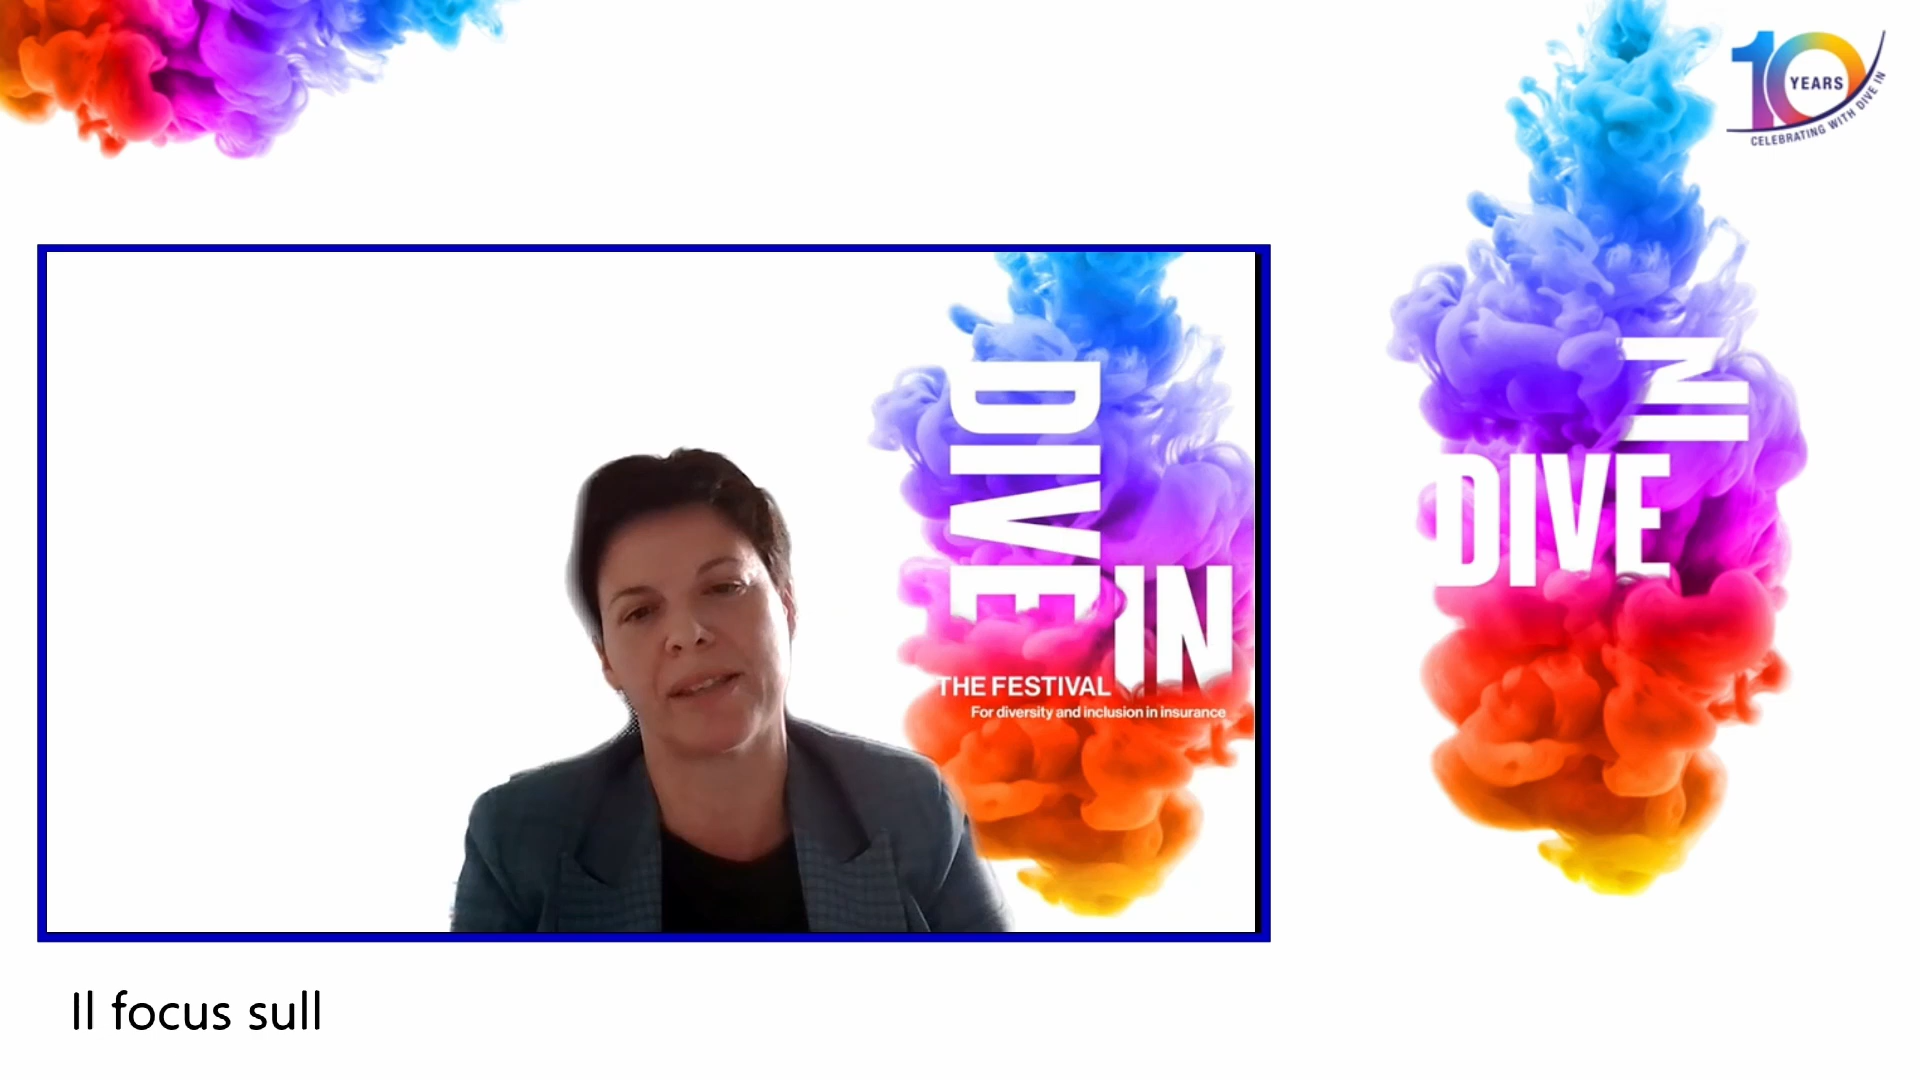 10
YEARS
CELEBRATING WITH DIVE IN
DIVE
IN
THE FESTIVAL
For diversity and inclusion in insurance
IN
DIVE
Il focus sull